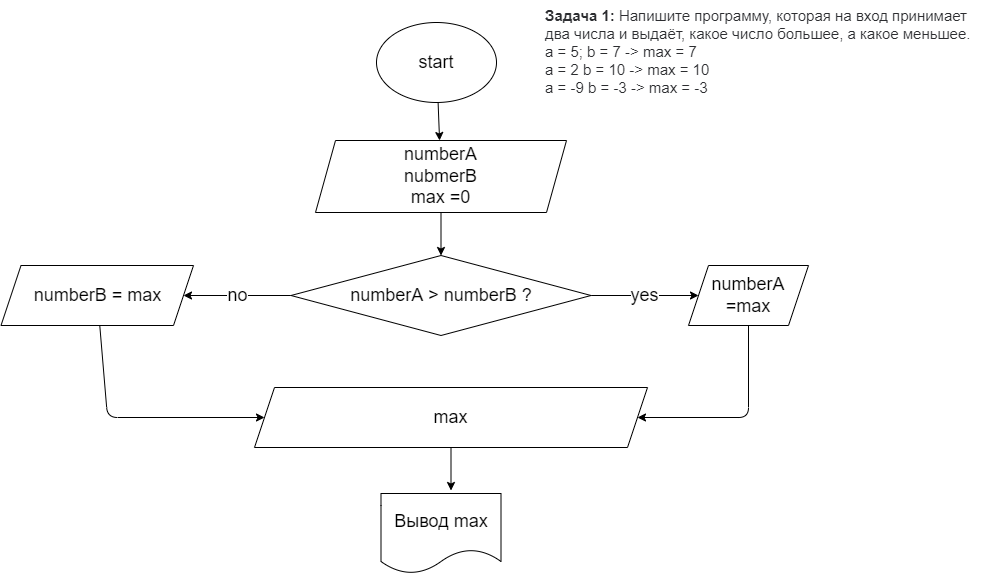 Задача 1: Напишите программу, которая на вход принимает
два числа и выдаёт, какое число большее, а какое меньшее.
a = 5; b = 7 -> max = 7
a = 2 b = 10 -> max = 10
a = -9 b = -3 -> max = -3
start
numberA
nubmerB
max =0
numberB = max
no
numberA > numberB ?
yes
numberA
=max
max
Вывод max